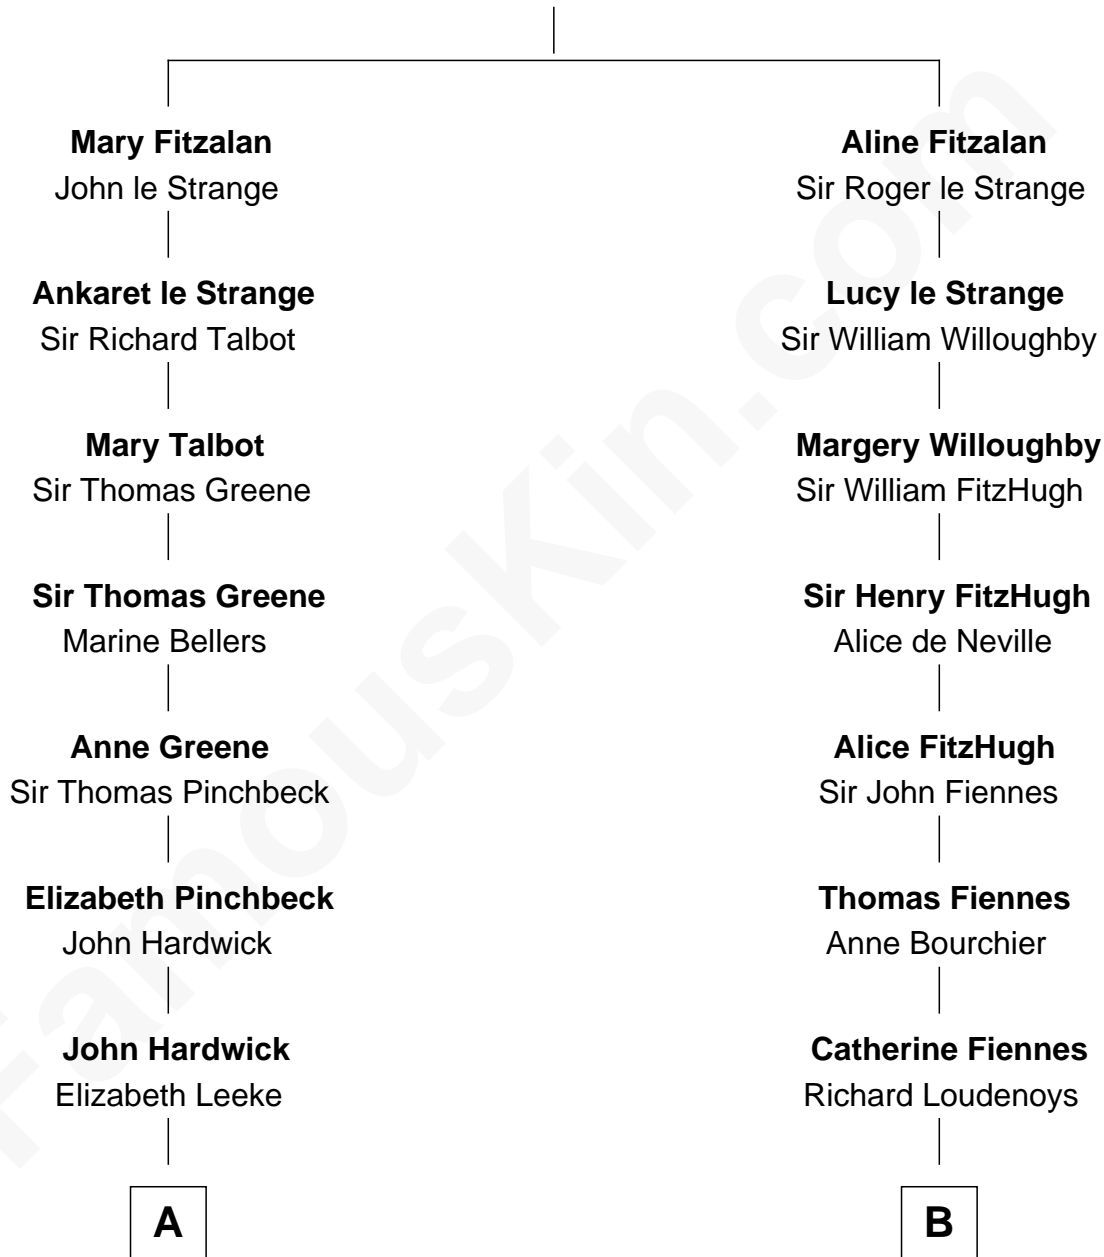 Mary Fitzalan
John le Strange
Aline Fitzalan
Sir Roger le Strange
Ankaret le Strange
Sir Richard Talbot
Lucy le Strange
Sir William Willoughby
Mary Talbot
Sir Thomas Greene
Margery Willoughby
Sir William FitzHugh
Sir Thomas Greene
Marine Bellers
Sir Henry FitzHugh
Alice de Neville
Anne Greene
Sir Thomas Pinchbeck
Alice FitzHugh
Sir John Fiennes
Elizabeth Pinchbeck
John Hardwick
Thomas Fiennes
Anne Bourchier
John Hardwick
Elizabeth Leeke
Catherine Fiennes
Richard Loudenoys
A
B
FamousKin.com